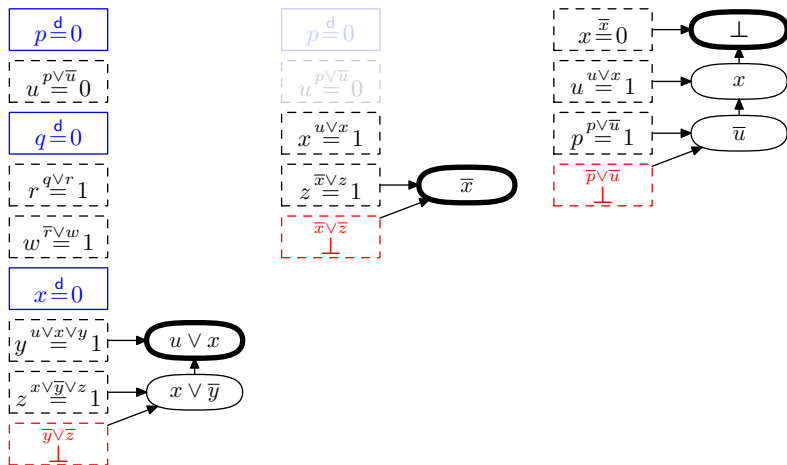 p =^d 0
u =^{p∨u̅} 0
q =^d 0
r =^{q∨r} 1
w =^{r̅∨w} 1
x =^d 0
y =^{u∨x∨y} 1 u ∨ x
z =^{x∨y̅∨z} 1 x ∨ y̅
⊥^{y̅∨z̅}
p =^d 0
u =^{p∨u̅} 0
x =^{u∨x} 1
z =^{x̅∨z} 1 x̅
⊥^{x̅∨z̅}
x =^{x̅} 0 ⊥
u =^{u∨x} 1 x
p =^{p∨u̅} 1 u̅
⊥^{p̅∨u̅}